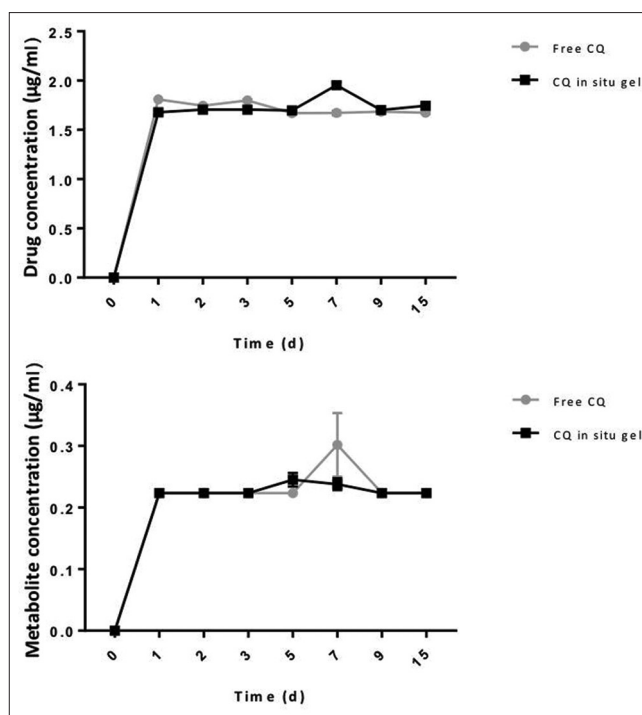 2.5
2.0
1.5
1.0
0.5
0.0
Drug concentration (µg/ml)
0 1 2 3 5 7 9 15
Time (d)
Free CQ
CQ in situ gel
0.4
0.3
0.2
0.1
0.0
Metabolite concentration (µg/ml)
0 1 2 3 5 7 9 15
Time (d)
Free CQ
CQ in situ gel